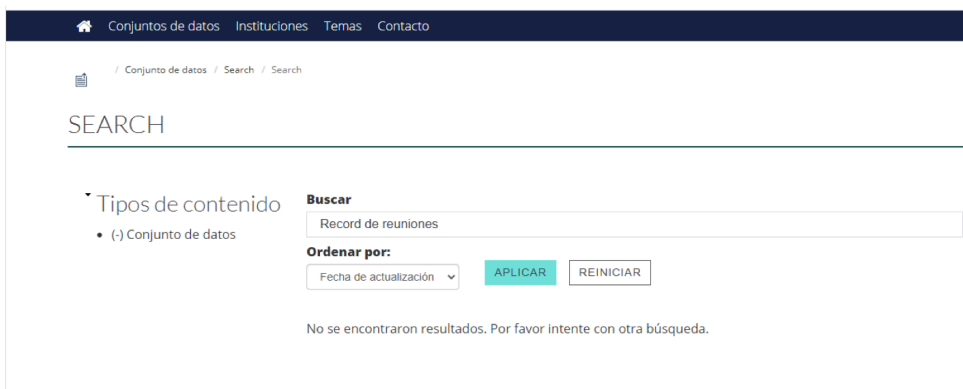 Conjuntos de datos Instituciones Temas Contacto
/ Conjunto de datos / Search / Search
SEARCH
Tipos de contenido
(-) Conjunto de datos
Buscar
Record de reuniones
Ordenar por:
Fecha de actualización APLICAR REINICIAR
No se encontraron resultados. Por favor intente con otra búsqueda.